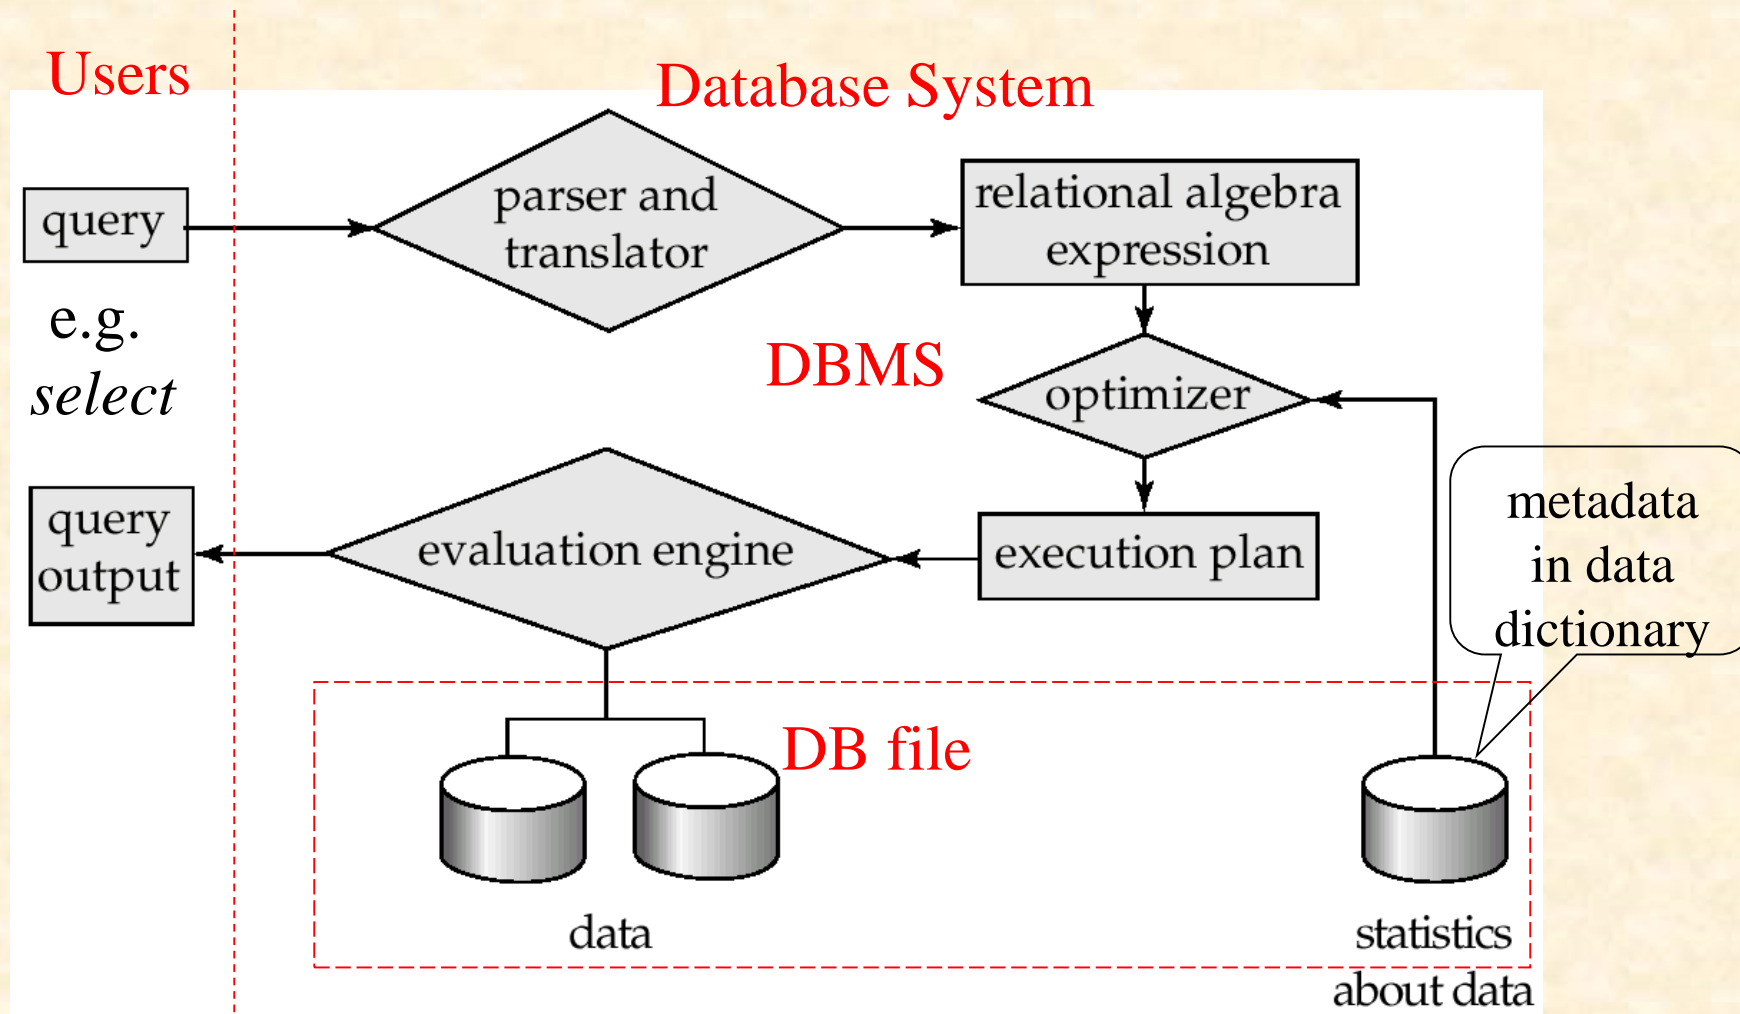 Users
Database System
query
parser and
translator
relational algebra
expression
e.g.
select
DBMS
optimizer
query
output
evaluation engine
execution plan
metadata
in data
dictionary
DB file
data
statistics
about data